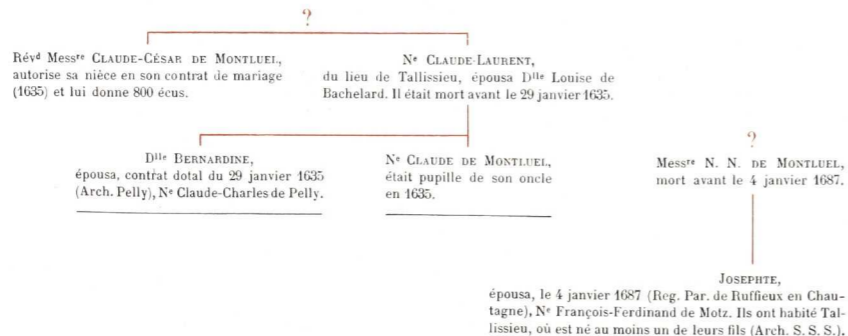 ?
Révd Messre CLAUDE-CÉSAR DE MONTLUEL,
autorise sa nièce en son contrat de mariage
(1635) et lui donne 800 écus.
Ne CLAUDE-LAURENT,
du lieu de Tallissieu, épousa Dlle Louise de
Bachelard. Il était mort avant le 29 janvier 1635.
Dlle BERNARDINE,
épousa, contrat dotal du 29 janvier 1635
(Arch. Pelly), Ne Claude-Charles de Pelly.
Ne CLAUDE DE MONTLUEL,
était pupille de son oncle
en 1635.
?
Messre N. N. DE MONTLUEL,
mort avant le 4 janvier 1687.
JOSEPHTE,
épousa, le 4 janvier 1687 (Reg. Par. de Ruffieux en Chau-
tagne), Ne François-Ferdinand de Motz. Ils ont habité Tal-
lissieu, où est né au moins un de leurs fils (Arch. S. S. S.).